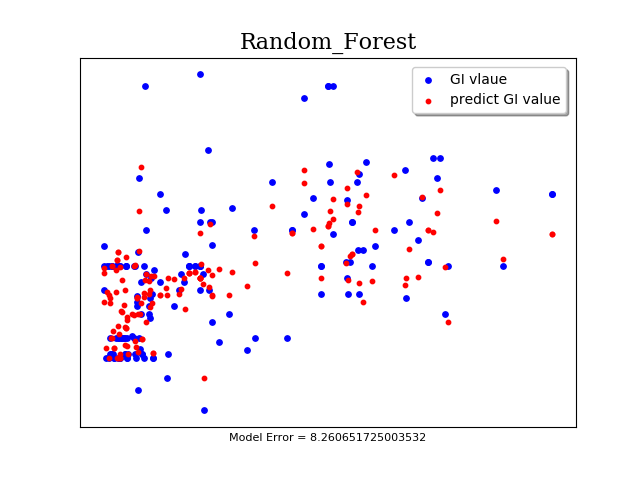 Random_Forest
GI vlaue
predict GI value
Model Error = 8.260651725003532